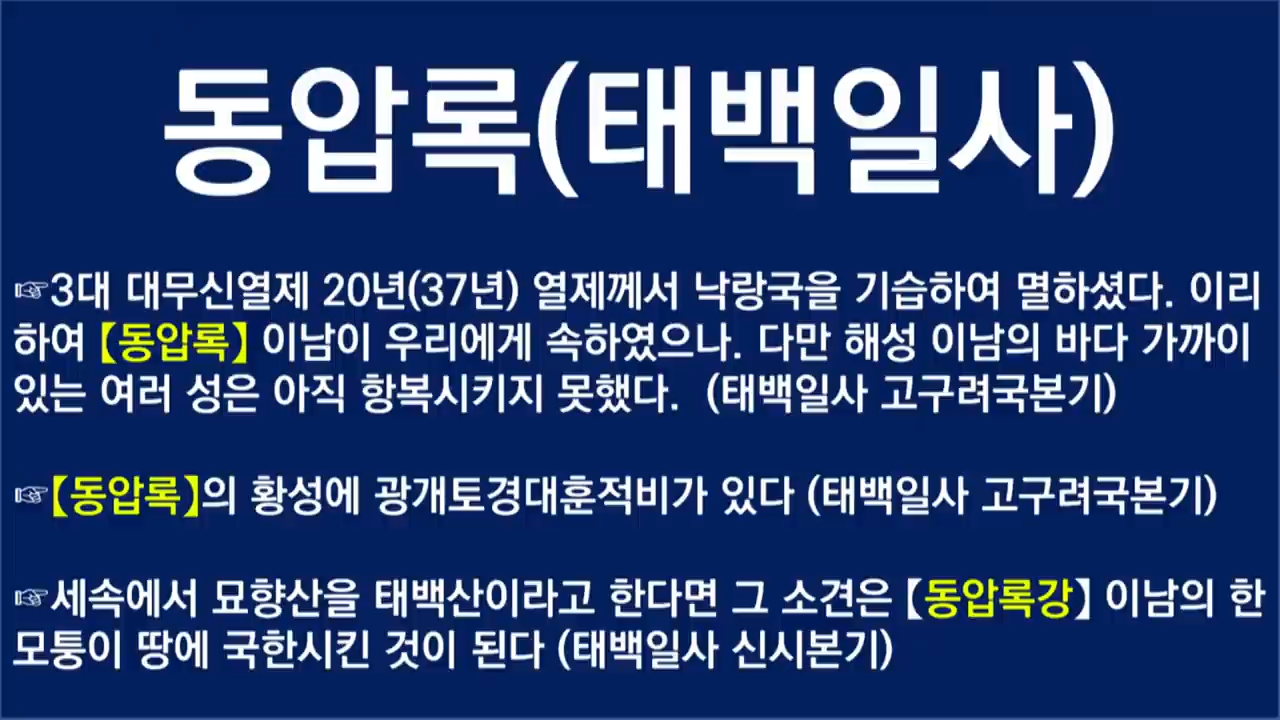 동압록(태백일사)
☞3대 대무신열제 20년(37년) 열제께서 낙랑국을 기습하여 멸하셨다. 이리
하여【동압록】이남이 우리에게 속하였으나. 다만 해성 이남의 바다 가까이
있는 여러 성은 아직 항복시키지 못했다. (태백일사 고구려국본기)
☞【동압록】의 황성에 광개토경대훈적비가 있다 (태백일사 고구려국본기)
☞세속에서 묘향산을 태백산이라고 한다면 그 소견은【동압록강】이남의 한
모퉁이 땅에 국한시킨 것이 된다 (태백일사 신시본기)